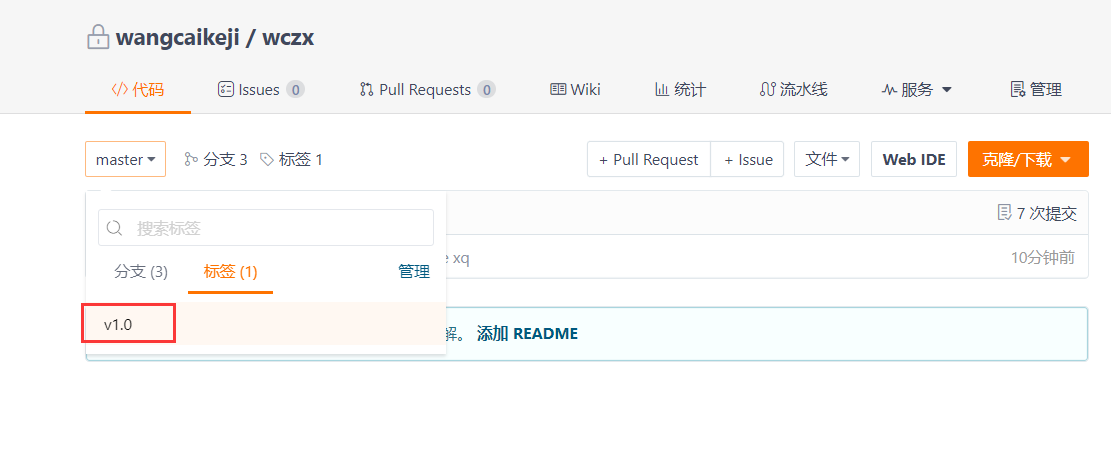 wangcaikeji / wczx
代码 Issues 0 Pull Requests 0 Wiki 统计 流水线 服务 管理
master 分支 3 标签 1 + Pull Request + Issue 文件 Web IDE 克隆/下载
7 次提交
搜索标签
e xq 10分钟前
分支 (3) 标签 (1) 管理
v1.0
解。 添加 README